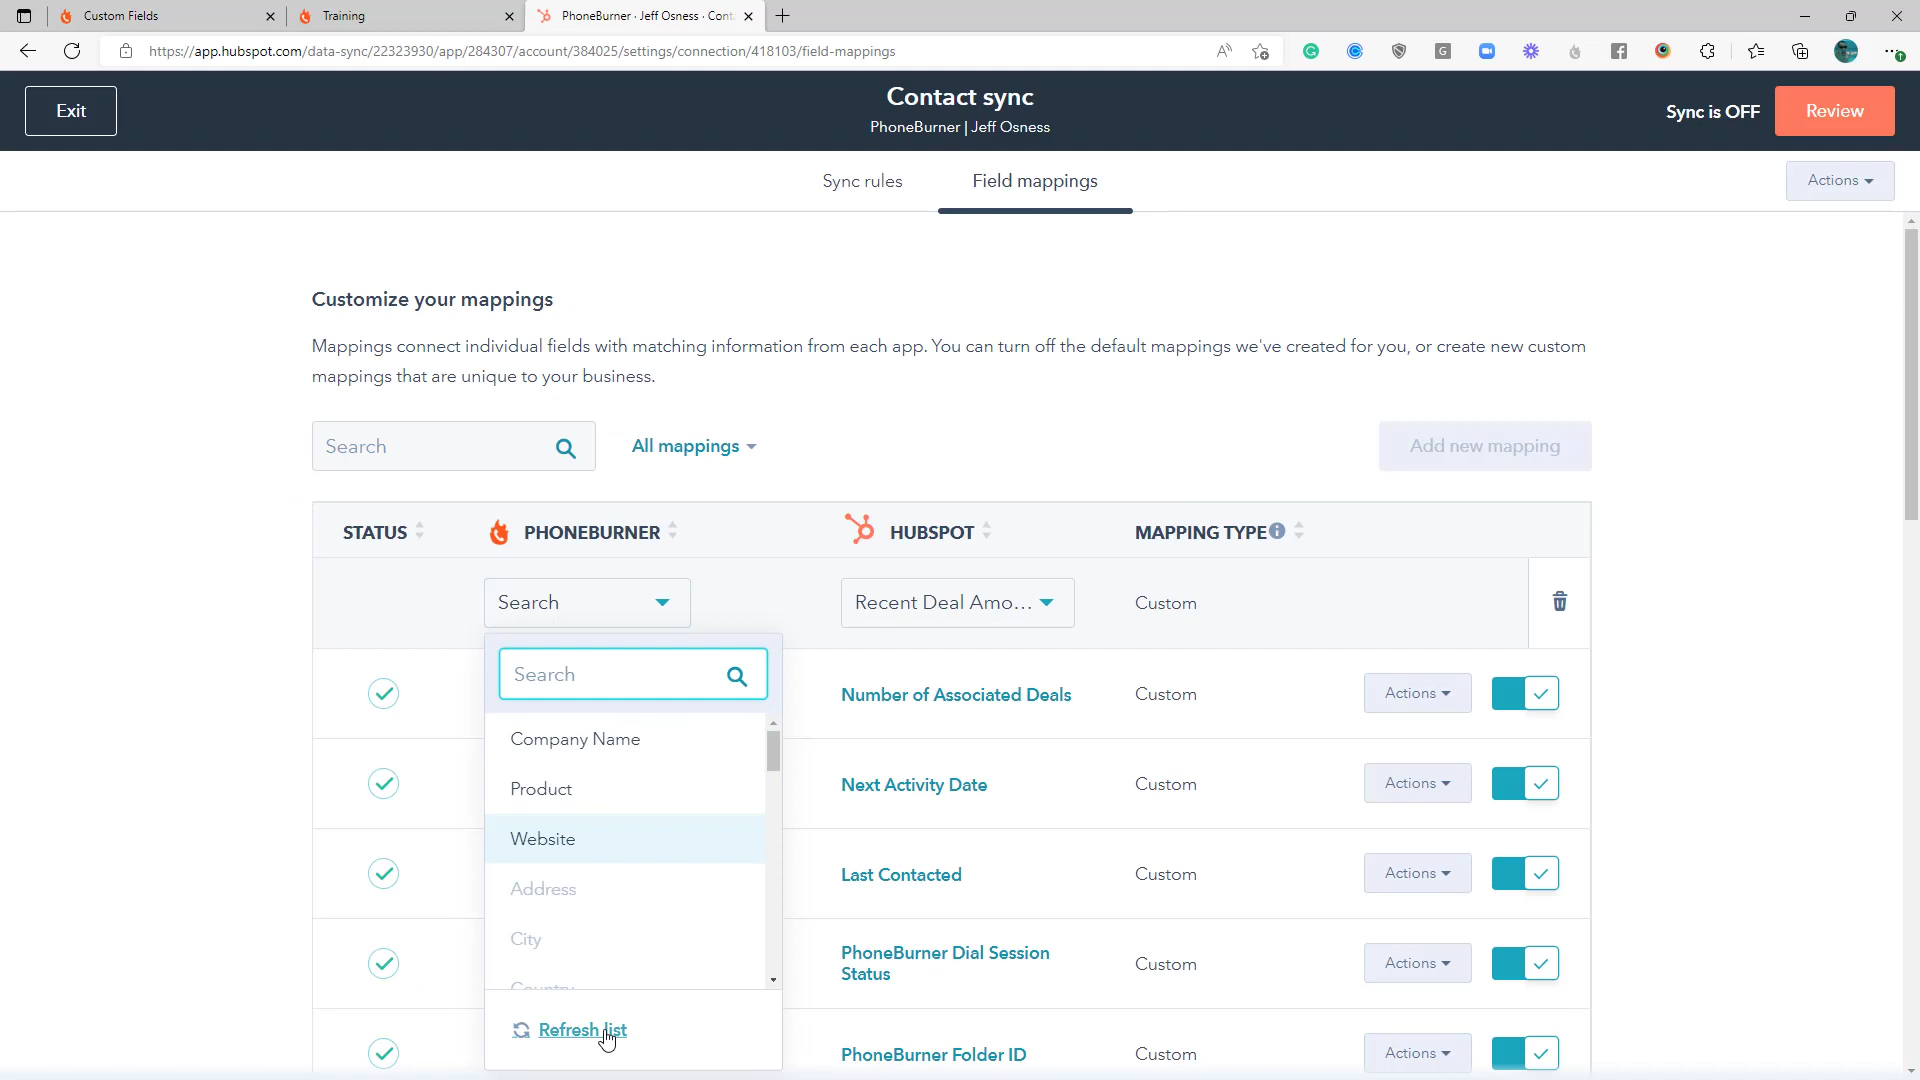 Custom Fields
Training
PhoneBurner · Jeff Osness · Cont
https://app.hubspot.com/data-sync/22323930/app/284307/account/384025/settings/connection/418103/field-mappings
Exit
Contact sync
PhoneBurner | Jeff Osness
Sync is OFF
Review
Sync rules
Field mappings
Actions
Customize your mappings
Mappings connect individual fields with matching information from each app. You can turn off the default mappings we've created for you, or create new custom
mappings that are unique to your business.
Search
All mappings
Add new mapping
STATUS
PHONEBURNER
HUBSPOT
MAPPING TYPE
Search
Recent Deal Amo...
Custom
Search
Company Name
Product
Website
Address
City
Country
Refresh list
Number of Associated Deals
Custom
Actions
Next Activity Date
Custom
Actions
Last Contacted
Custom
Actions
PhoneBurner Dial Session
Status
Custom
Actions
PhoneBurner Folder ID
Custom
Actions